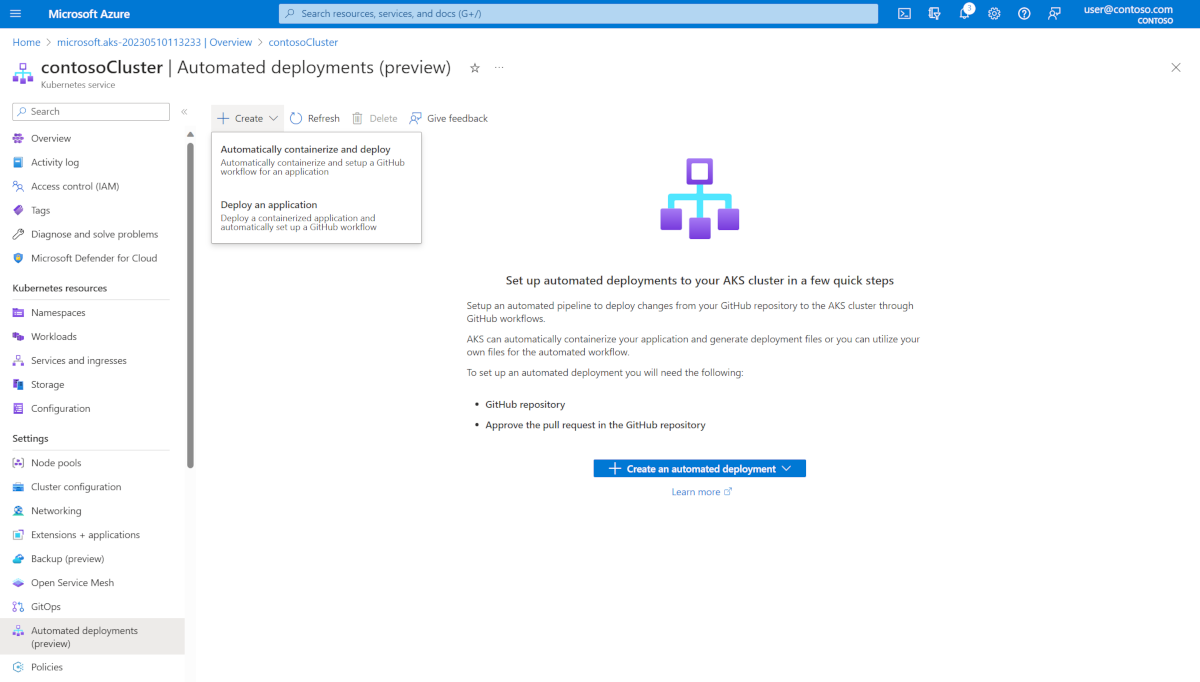 Microsoft Azure
Search resources, services, and docs (G+/)
3
user@contoso.com
CONTOSO
Home > microsoft.aks-20230510113233 | Overview > contosoCluster
contosoCluster | Automated deployments (preview)
Kubernetes service
Search
Overview
Activity log
Access control (IAM)
Tags
Diagnose and solve problems
Microsoft Defender for Cloud
Kubernetes resources
Namespaces
Workloads
Services and ingresses
Storage
Configuration
Settings
Node pools
Cluster configuration
Networking
Extensions + applications
Backup (preview)
Open Service Mesh
GitOps
Automated deployments
(preview)
Policies
Create
Refresh
Delete
Give feedback
Automatically containerize and deploy
Automatically containerize and setup a GitHub
workflow for an application
Deploy an application
Deploy a containerized application and
automatically set up a GitHub workflow
Set up automated deployments to your AKS cluster in a few quick steps
Setup an automated pipeline to deploy changes from your GitHub repository to the AKS cluster through
GitHub workflows.
AKS can automatically containerize your application and generate deployment files or you can utilize your
own files for the automated workflow.
To set up an automated deployment you will need the following:
• GitHub repository
• Approve the pull request in the GitHub repository
Create an automated deployment
Learn more